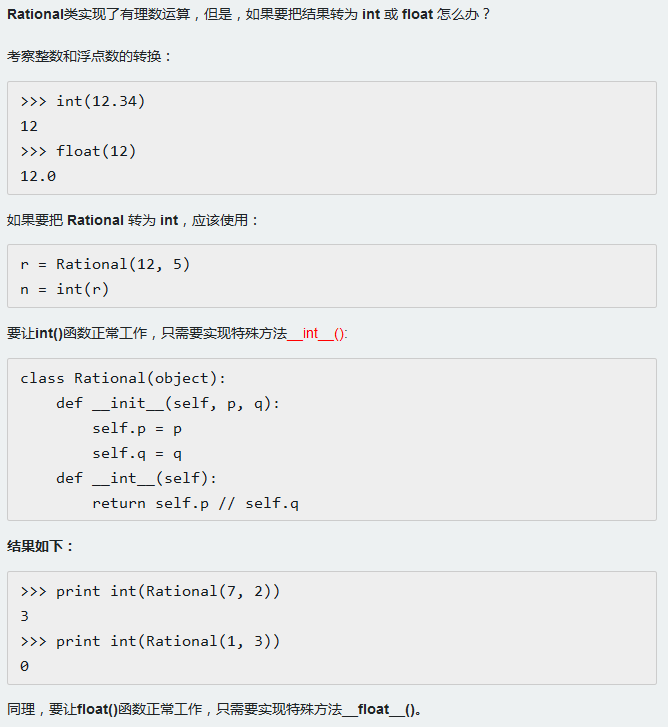 Rational类实现了有理数运算，但是，如果要把结果转为 int 或 float 怎么办？
考察整数和浮点数的转换：
>>> int(12.34)
12
>>> float(12)
12.0
如果要把 Rational 转为 int，应该使用：
r = Rational(12, 5)
n = int(r)
要让int()函数正常工作，只需要实现特殊方法__int__():
class Rational(object):
    def __init__(self, p, q):
        self.p = p
        self.q = q
    def __int__(self):
        return self.p // self.q
结果如下：
>>> print int(Rational(7, 2))
3
>>> print int(Rational(1, 3))
0
同理，要让float()函数正常工作，只需要实现特殊方法__float__()。